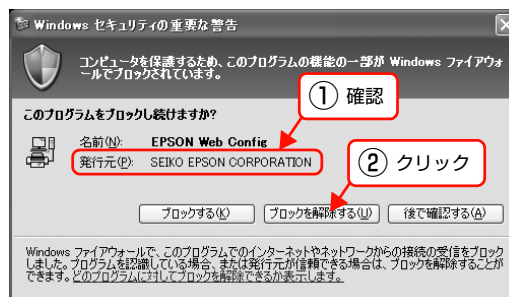 Windows セキュリティの重要な警告
コンピュータを保護するため、このプログラムの機能の一部が Windows ファイアウォ
ールでブロックされています。
① 確認
このプログラムをブロックし続けますか?
名前(N): EPSON Web Config
発行元(P): SEIKO EPSON CORPORATION
② クリック
ブロックする(K) ブロックを解除する(U) 後で確認する(A)
Windows ファイアウォールで、このプログラムでのインターネットやネットワークからの接続の受信をブロック
しました。プログラムを認識している場合、または発行元が信頼できる場合は、ブロックを解除することが
できます。どのプログラムに対してブロックを解除できるか表示します。